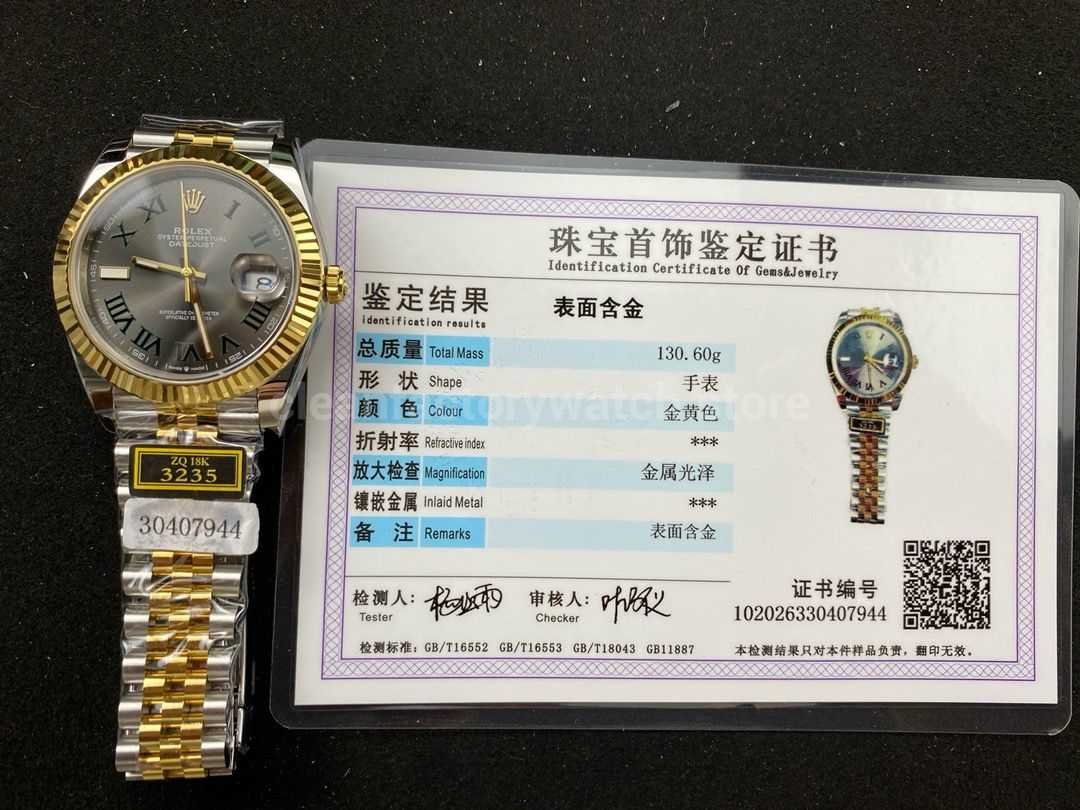 ROLEX
OYSTER PERPETUAL
DATEJUST
SUPERLATIVE CHRONOMETER
OFFICIALLY CERTIFIED
8
ZQ 18K
3235
30407944
珠宝首饰鉴定证书
Identification Certificate Of Gems&Jewelry
鉴定结果 表面含金
identification results
总质量 Total Mass 130.60g
形 状 Shape 手表
颜 色 Colour 金黄色
折射率 Refractive index ***
放大检查 Magnification 金属光泽
镶嵌金属 Inlaid Metal ***
备 注 Remarks 表面含金
检测人: 审核人:
Tester Checker
证书编号
102026330407944
检测标准: GB/T16552 GB/T16553 GB/T18043 GB11887 本检测结果只对本件样品负责,翻印无效。